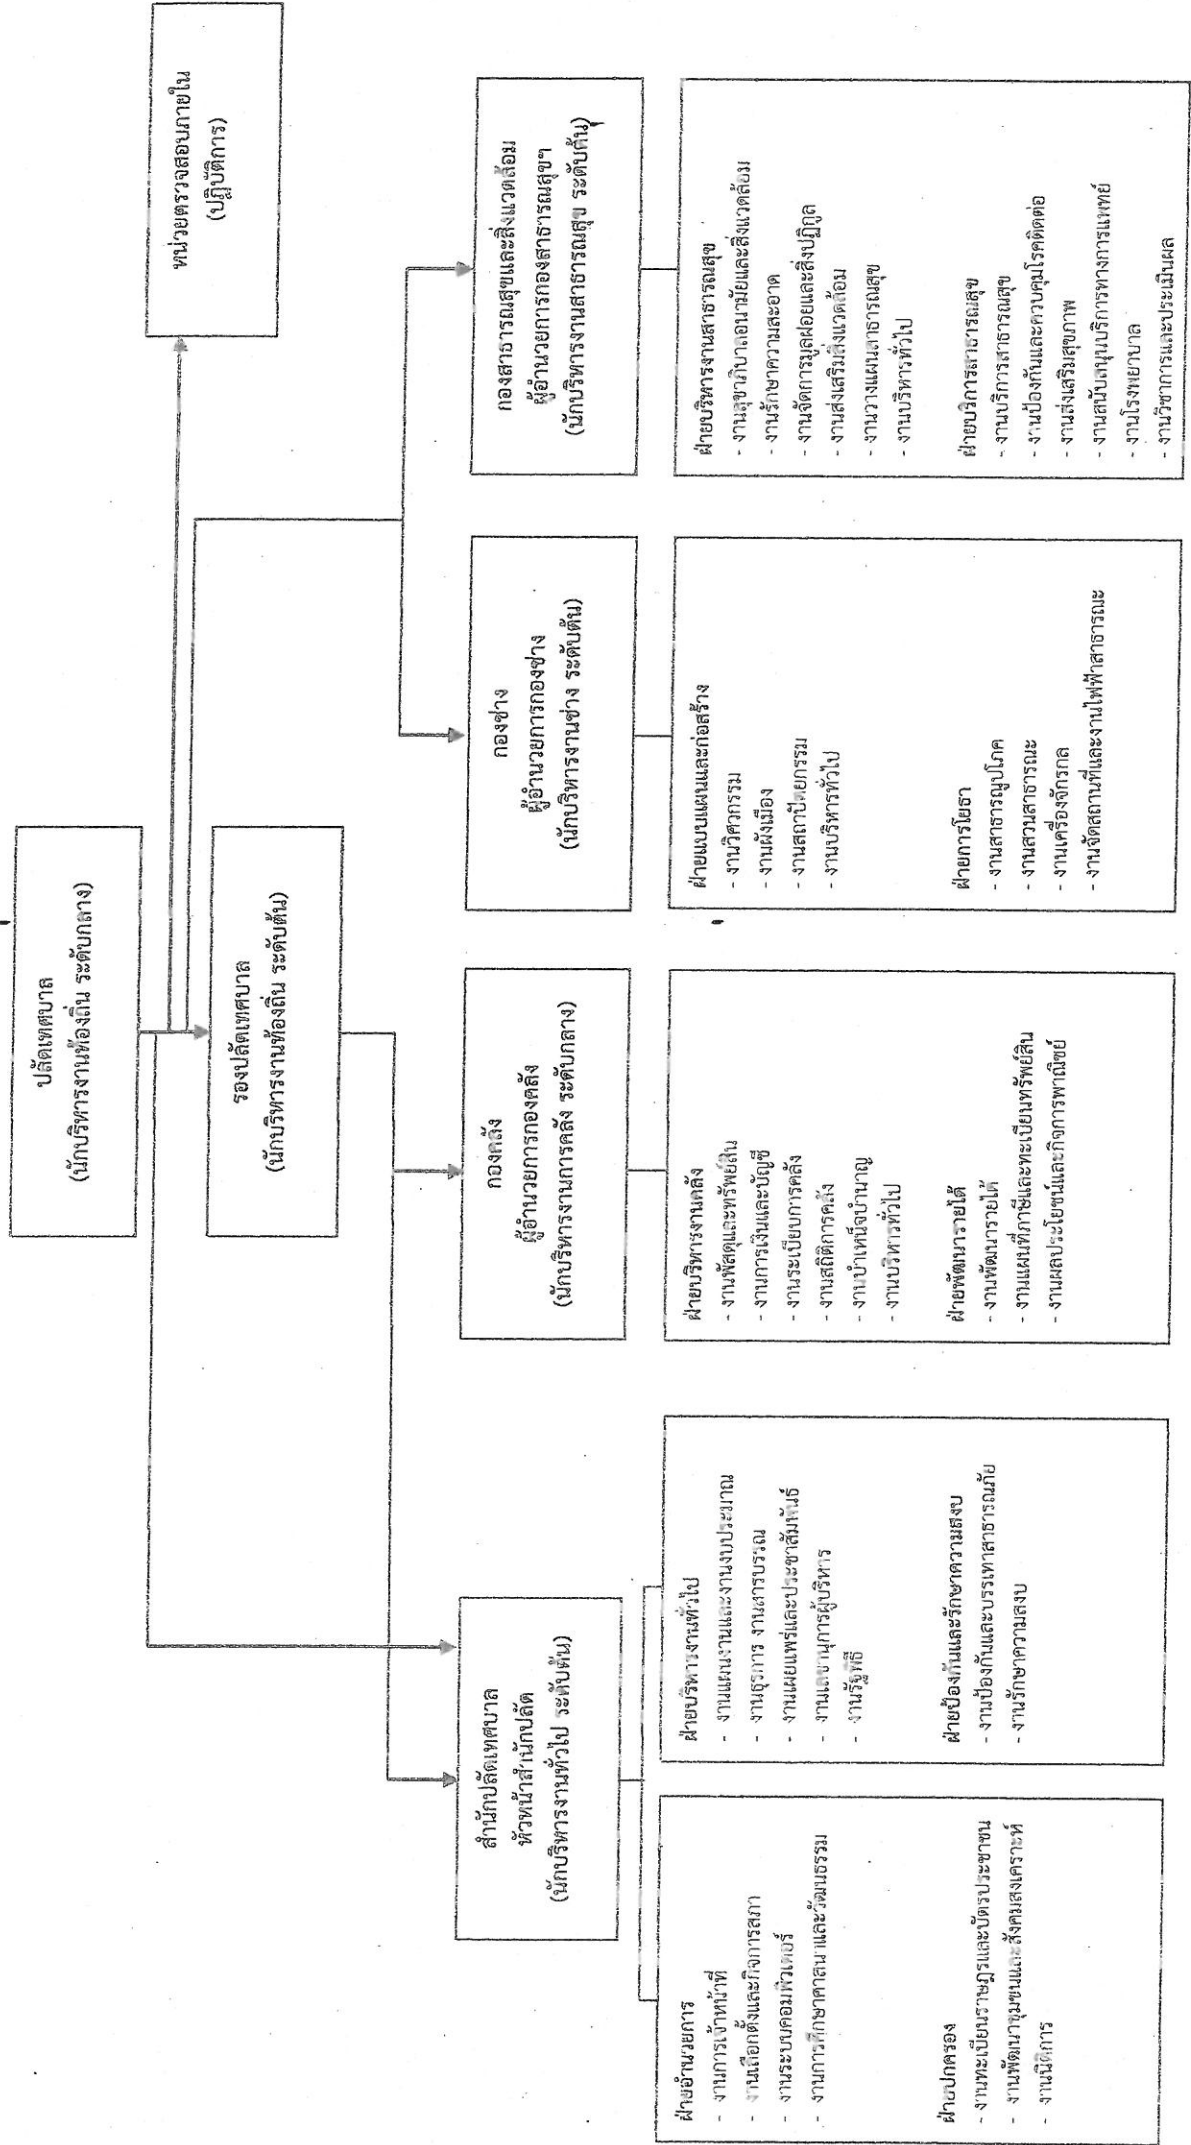 ปลัดเทศบาล
(นักบริหารงานท้องถิ่น ระดับกลาง)
หน่วยตรวจสอบภายใน
(ปฏิบัติการ)
รองปลัดเทศบาล
(นักบริหารงานท้องถิ่น ระดับต้น)
สำนักปลัดเทศบาล
หัวหน้าสำนักปลัด
(นักบริหารงานทั่วไป ระดับต้น)
กองคลัง
ผู้อำนวยการกองคลัง
(นักบริหารงานการคลัง ระดับกลาง)
กองช่าง
ผู้อำนวยการกองช่าง
(นักบริหารงานช่าง ระดับต้น)
กองสาธารณสุขและสิ่งแวดล้อม
ผู้อำนวยการกองสาธารณสุขฯ
(นักบริหารงานสาธารณสุข ระดับต้น)
ฝ่ายอำนวยการ
- งานการเจ้าหน้าที่
- งานเลือกตั้งและกิจการสภา
- งานระบบคอมพิวเตอร์
- งานการศึกษาศาสนาและวัฒนธรรม
ฝ่ายปกครอง
- งานทะเบียนราษฎรและบัตรประชาชน
- งานพัฒนาชุมชนและสังคมสงเคราะห์
- งานนิติการ
ฝ่ายบริหารงานทั่วไป
- งานแผนงานและงานงบประมาณ
- งานธุรการ งานสารบรรณ
- งานเผยแพร่และประชาสัมพันธ์
- งานเลขานุการผู้บริหาร
- งานรัฐพิธี
ฝ่ายป้องกันและรักษาความสงบ
- งานป้องกันและบรรเทาสาธารณภัย
- งานรักษาความสงบ
ฝ่ายบริหารงานคลัง
- งานพัสดุและทรัพย์สิน
- งานการเงินและบัญชี
- งานระเบียบการคลัง
- งานสถิติการคลัง
- งานบำเหน็จบำนาญ
- งานบริหารทั่วไป
ฝ่ายพัฒนารายได้
- งานพัฒนารายได้
- งานแผนที่ภาษีและทะเบียนทรัพย์สิน
- งานผลประโยชน์และกิจการพาณิชย์
ฝ่ายแบบแผนและก่อสร้าง
- งานวิศวกรรม
- งานผังเมือง
- งานสถาปัตยกรรม
- งานบริหารทั่วไป
ฝ่ายการโยธา
- งานสาธารณูปโภค
- งานสวนสาธารณะ
- งานเครื่องจักรกล
- งานจัดสถานที่และงานไฟฟ้าสาธารณะ
ฝ่ายบริหารงานสาธารณสุข
- งานสุขาภิบาลอนามัยและสิ่งแวดล้อม
- งานรักษาความสะอาด
- งานจัดการมูลฝอยและสิ่งปฏิกูล
- งานส่งเสริมสิ่งแวดล้อม
- งานวางแผนสาธารณสุข
- งานบริหารทั่วไป
ฝ่ายบริการสาธารณสุข
- งานบริการสาธารณสุข
- งานป้องกันและควบคุมโรคติดต่อ
- งานส่งเสริมสุขภาพ
- งานสนับสนุนบริการทางการแพทย์
- งานโรงพยาบาล
- งานวิชาการและประเมินผล